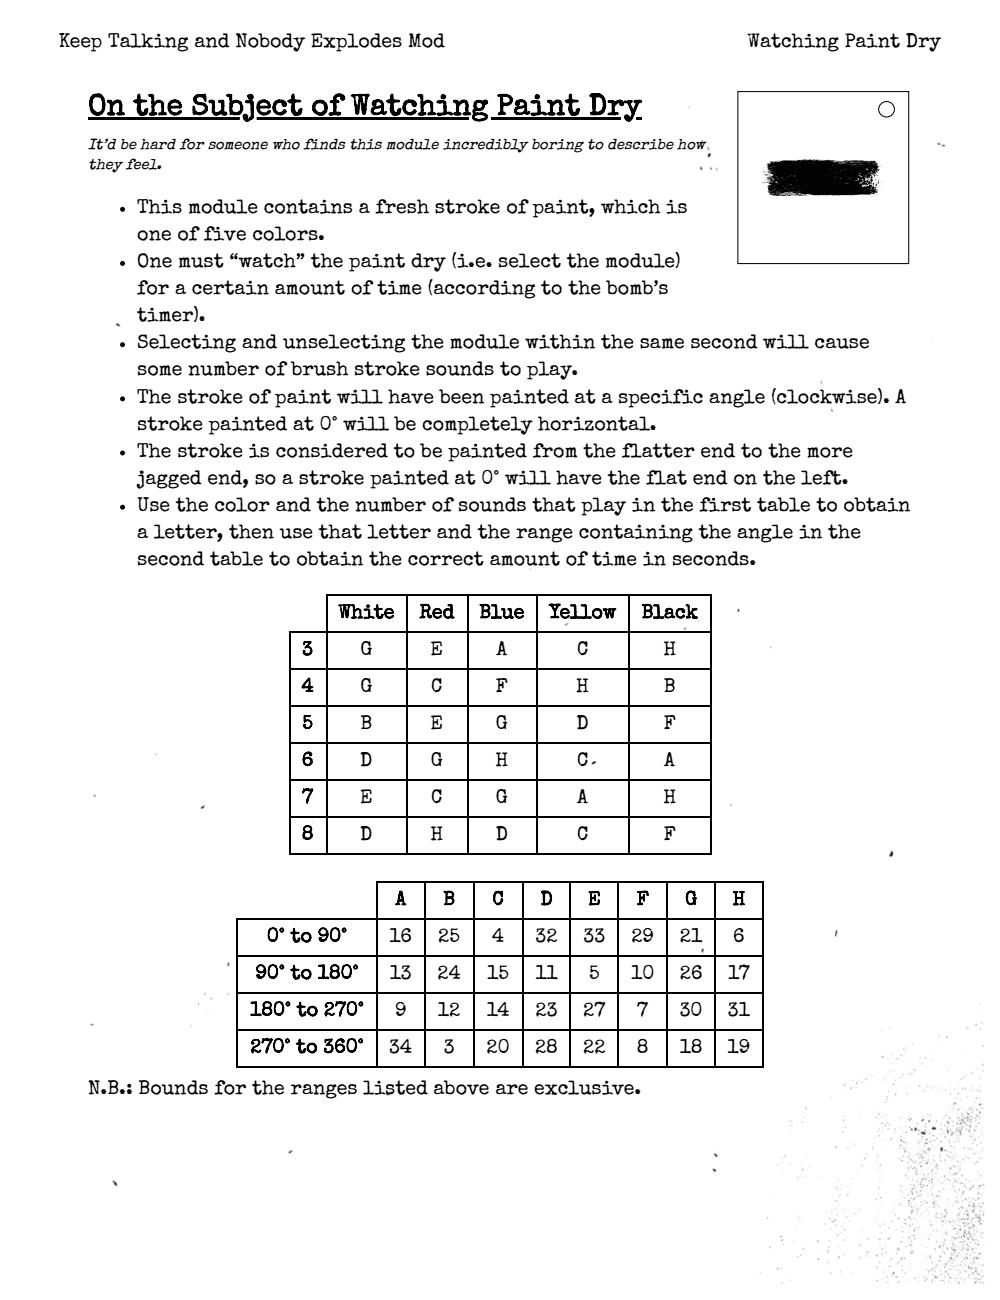 Keep Talking and Nobody Explodes Mod Watching Paint Dry
On the Subject of Watching Paint Dry
It’d be hard for someone who finds this module incredibly boring to describe how
they feel.
• This module contains a fresh stroke of paint, which is
one of five colors.
• One must “watch” the paint dry (i.e. select the module)
for a certain amount of time (according to the bomb’s
timer).
• Selecting and unselecting the module within the same second will cause
some number of brush stroke sounds to play.
• The stroke of paint will have been painted at a specific angle (clockwise). A
stroke painted at 0° will be completely horizontal.
• The stroke is considered to be painted from the flatter end to the more
jagged end, so a stroke painted at 0° will have the flat end on the left.
• Use the color and the number of sounds that play in the first table to obtain
a letter, then use that letter and the range containing the angle in the
second table to obtain the correct amount of time in seconds.
White Red Blue Yellow Black
3 G E A C H
4 G C F H B
5 B E G D F
6 D G H C A
7 E C G A H
8 D H D C F
A B C D E F G H
0° to 90° 16 25 4 32 33 29 21 6
90° to 180° 13 24 15 11 5 10 26 17
180° to 270° 9 12 14 23 27 7 30 31
270° to 360° 34 3 20 28 22 8 18 19
N.B.: Bounds for the ranges listed above are exclusive.